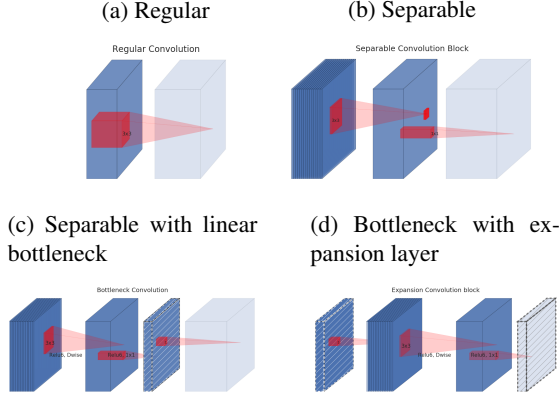 (a) Regular
(b) Separable
Regular Convolution
Separable Convolution Block
3x3
3x3
1x1
(c) Separable with linear
bottleneck
(d) Bottleneck with ex-
pansion layer
Bottleneck Convolution
Expansion Convolution block
3x3
Relu6, Dwise
Relu6, 1x1
3x3
Relu6, Dwise
Relu6, 1x1